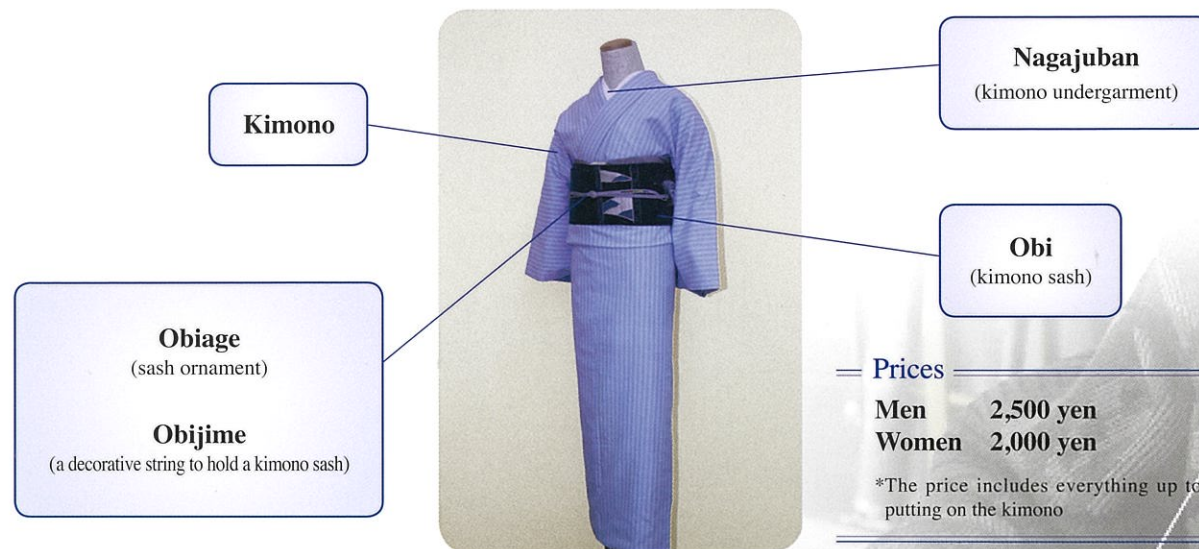 Kimono
Nagajuban
(kimono undergarment)
Obi
(kimono sash)
Obiage
(sash ornament)
Obijime
(a decorative string to hold a kimono sash)
Prices
Men 2,500 yen
Women 2,000 yen
*The price includes everything up to
putting on the kimono